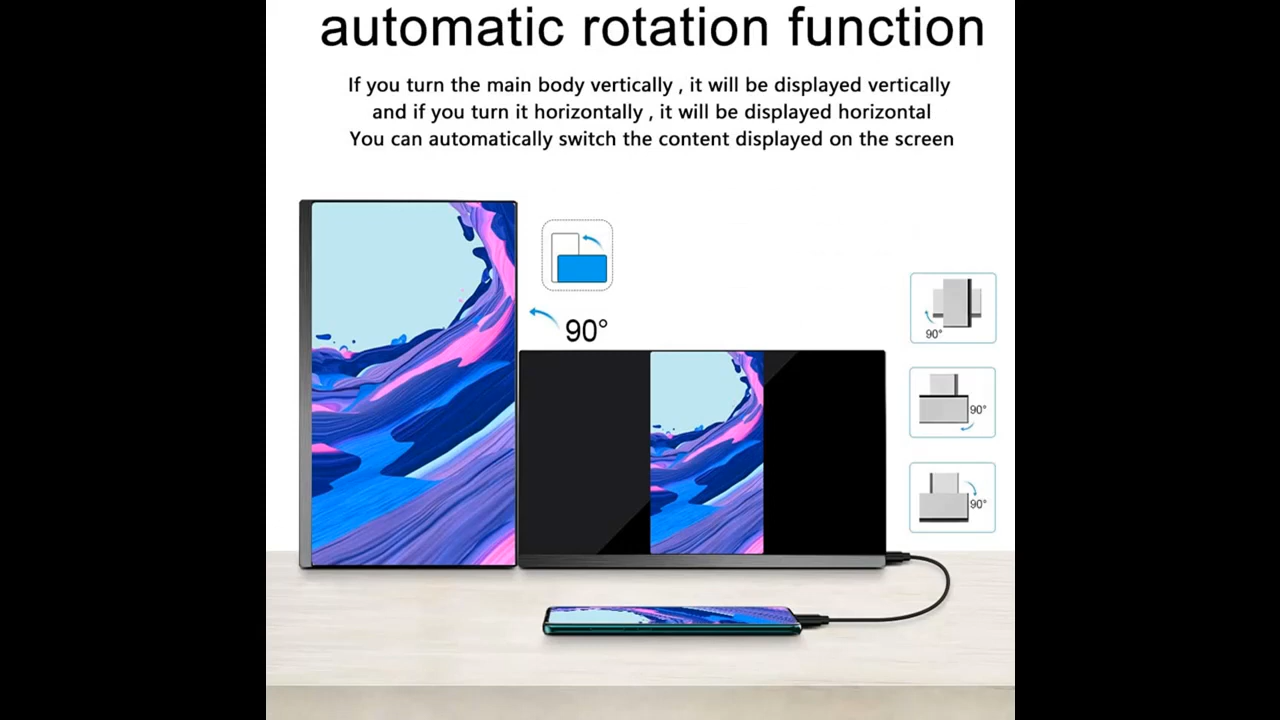 automatic rotation function
If you turn the main body vertically , it will be displayed vertically
and if you turn it horizontally , it will be displayed horizontal
You can automatically switch the content displayed on the screen
90°
90°
90°
90°